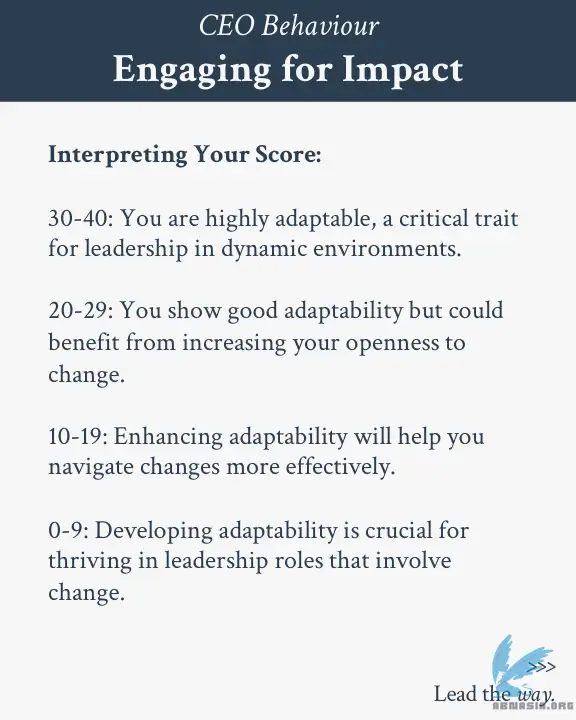 CEO Behaviour
Engaging for Impact
Interpreting Your Score:
30-40: You are highly adaptable, a critical trait
for leadership in dynamic environments.
20-29: You show good adaptability but could
benefit from increasing your openness to
change.
10-19: Enhancing adaptability will help you
navigate changes more effectively.
0-9: Developing adaptability is crucial for
thriving in leadership roles that involve
change.
>>>
Lead the way.
ABMASIA.ORG